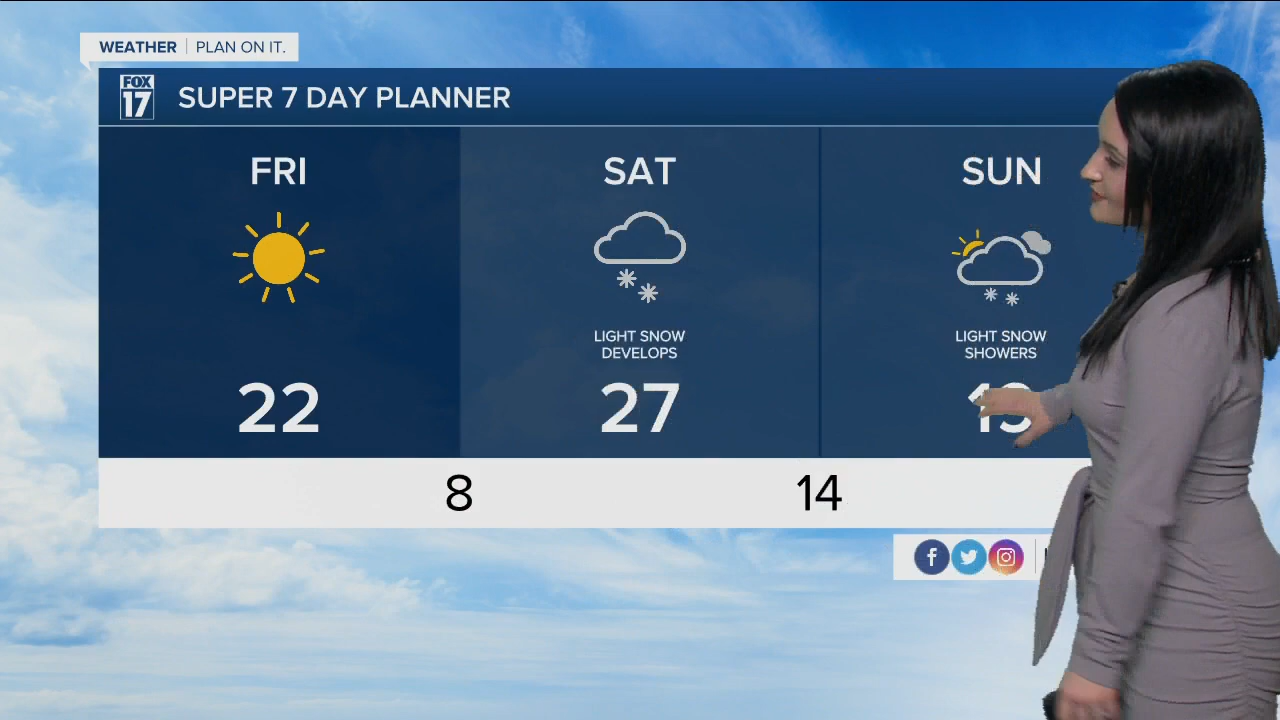 WEATHER | PLAN ON IT.
FOX
17
SUPER 7 DAY PLANNER
FRI
SAT
SUN
LIGHT SNOW
DEVELOPS
LIGHT SNOW
SHOWERS
22
27
8
14